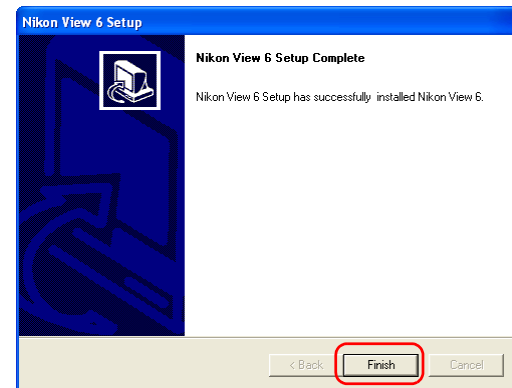 Nikon View 6 Setup
Nikon View 6 Setup Complete
Nikon View 6 Setup has successfully installed Nikon View 6.
< Back Finish Cancel